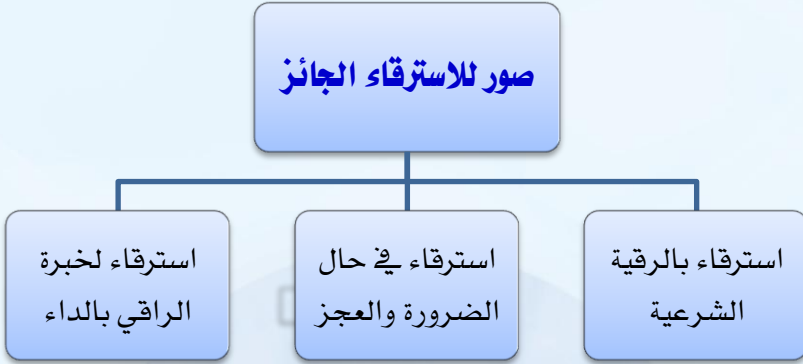 صور للاسترقاء الجائز
استرقاء بالرقية
الشرعية
استرقاء في حال
الضرورة والعجز
استرقاء لخبرة
الراقي بالداء